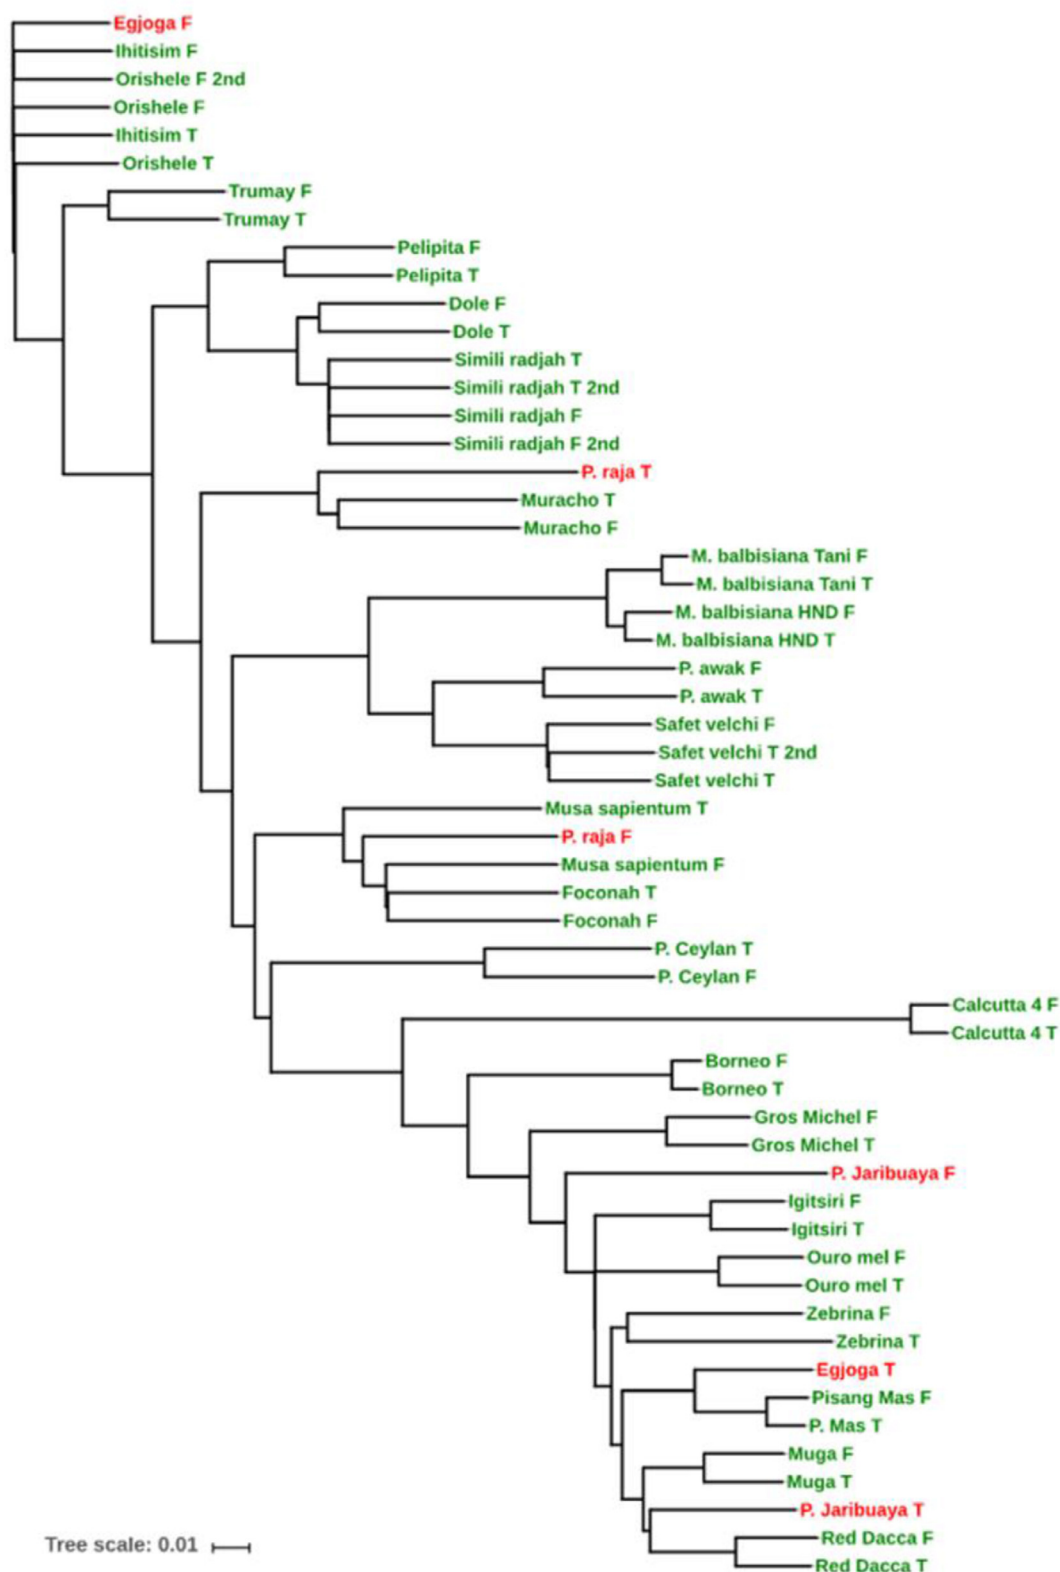 Egjoga F
Ihitisim F
Orishele F 2nd
Orishele F
Ihitisim T
Orishele T
Trumay F
Trumay T
Pelipita F
Pelipita T
Dole F
Dole T
Simili radjah T
Simili radjah T 2nd
Simili radjah F
Simili radjah F 2nd
P. raja T
Muracho T
Muracho F
M. balbisiana Tani F
M. balbisiana Tani T
M. balbisiana HND F
M. balbisiana HND T
P. awak F
P. awak T
Safet velchi F
Safet velchi T 2nd
Safet velchi T
Musa sapientum T
P. raja F
Musa sapientum F
Foconah T
Foconah F
P. Ceylan T
P. Ceylan F
Calcutta 4 F
Calcutta 4 T
Borneo F
Borneo T
Gros Michel F
Gros Michel T
P. Jaribuaya F
Igitsiri F
Igitsiri T
Ouro mel F
Ouro mel T
Zebrina F
Zebrina T
Egjoga T
Pisang Mas F
P. Mas T
Muga F
Muga T
P. Jaribuaya T
Red Dacca F
Red Dacca T
Tree scale: 0.01